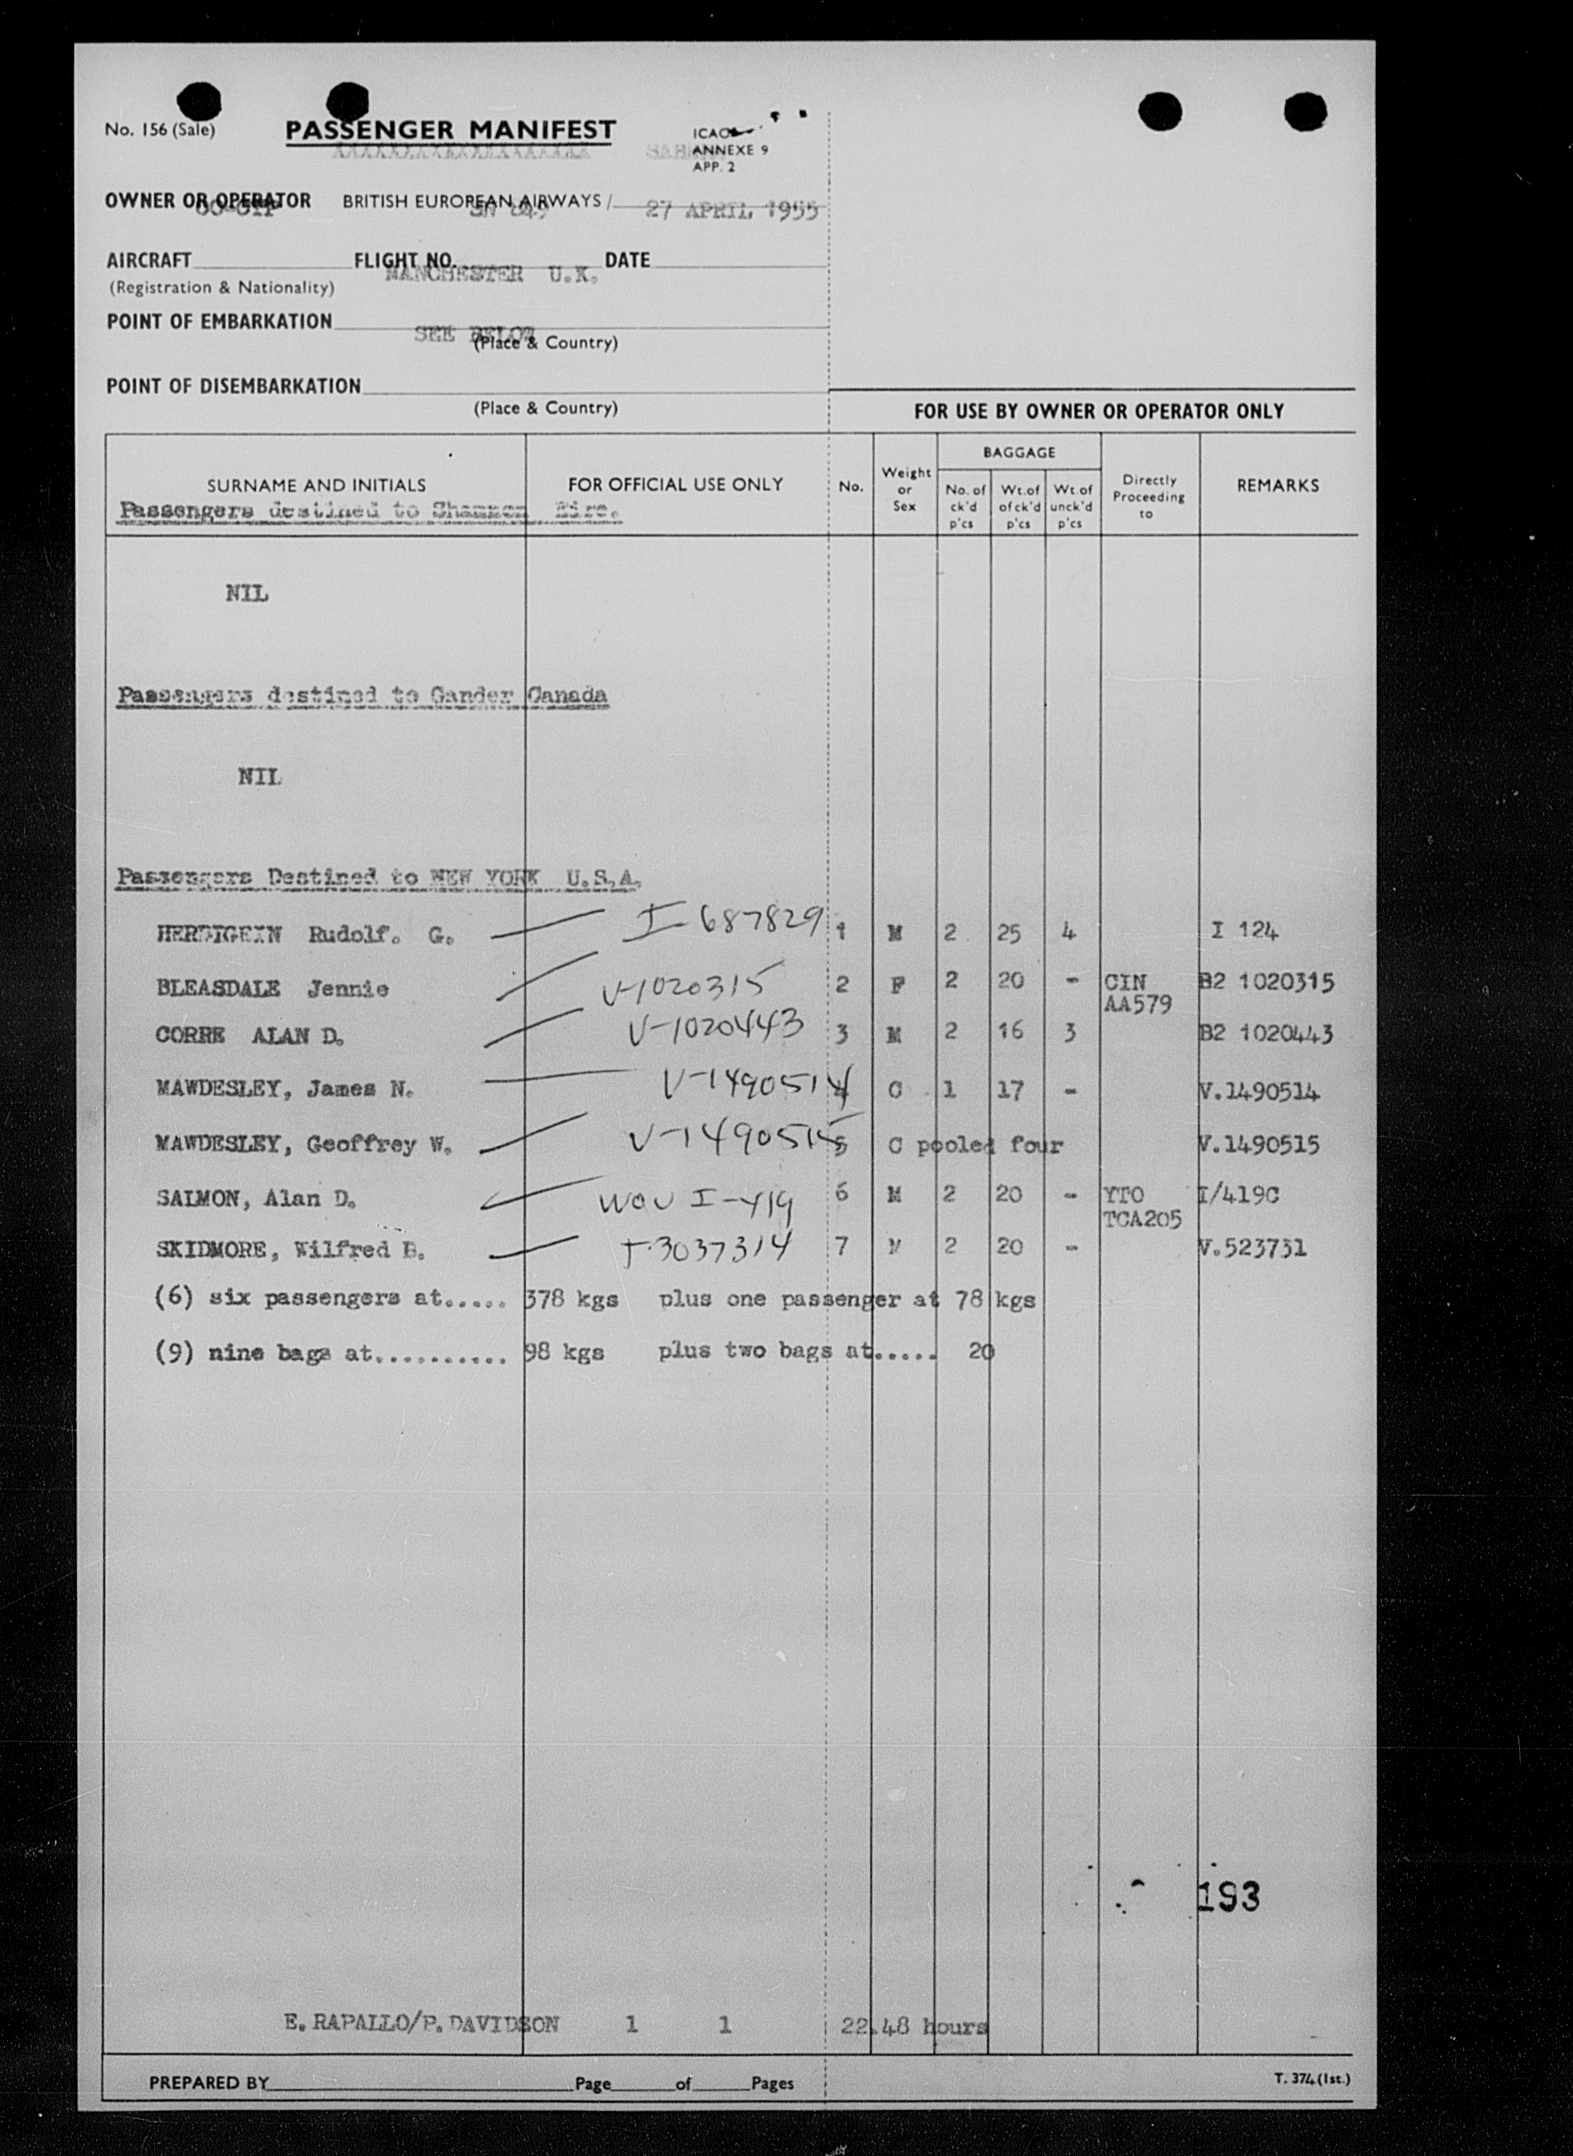 No. 156 (Sale)
PASSENGER MANIFEST
ICAO
ANNEXE 9
APP. 2
OWNER OR OPERATOR BRITISH EUROPEAN AIRWAYS /
27 APRIL 1955
AIRCRAFT FLIGHT NO. DATE
MANCHESTER U.K.
(Registration & Nationality)
POINT OF EMBARKATION
SEE BELOW
(Place & Country)
POINT OF DISEMBARKATION
(Place & Country)
FOR USE BY OWNER OR OPERATOR ONLY
BAGGAGE
SURNAME AND INITIALS FOR OFFICIAL USE ONLY No. Weight or Sex No. of ck'd p'cs Wt.of of ck'd p'cs Wt.of unck'd p'cs Directly Proceeding to REMARKS
Passengers destined to Shannon Eire.
NIL
Passengers destined to Gander Canada
NIL
Passengers Destined to NEW YORK U.S.A.
Rudolf. G. I-687829 1 M 2 25 4 I 124
BLEASDALE Jennie V-1020315 2 F 2 20 - CIN B2 1020315
AA579
CORRE ALAN D. V-1020443 3 M 2 16 3 B2 1020443
MAWDESLEY, James N. V-1490514 4 C 1 17 - V.1490514
MAWDESLEY, Geoffrey W. V-1490515 5 C pooled four V.1490515
SALMON, Alan D. WOV I-419 6 M 2 20 - YTO I/419C
TCA205
SKIDMORE, Wilfred B. 7 M 2 20 - V.523731
(6) six passengers at..... 378 kgs plus one passenger at 78 kgs
(9) nine bags at........... 98 kgs plus two bags at..... 20
193
E. RAPALLO/P. DAVIDSON 1 1 22.48 hours
PREPARED BY Page of Pages
T. 374 (1st.)